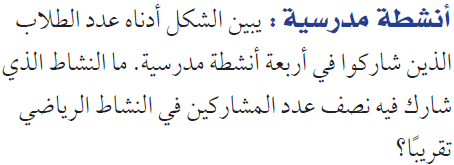 أنشطة مدرسية : يبين الشكل أدناه عدد الطلاب
الذين شاركوا في أربعة أنشطة مدرسية. ما النشاط الذي
شارك فيه نصف عدد المشاركين في النشاط الرياضي
تقريبًا؟